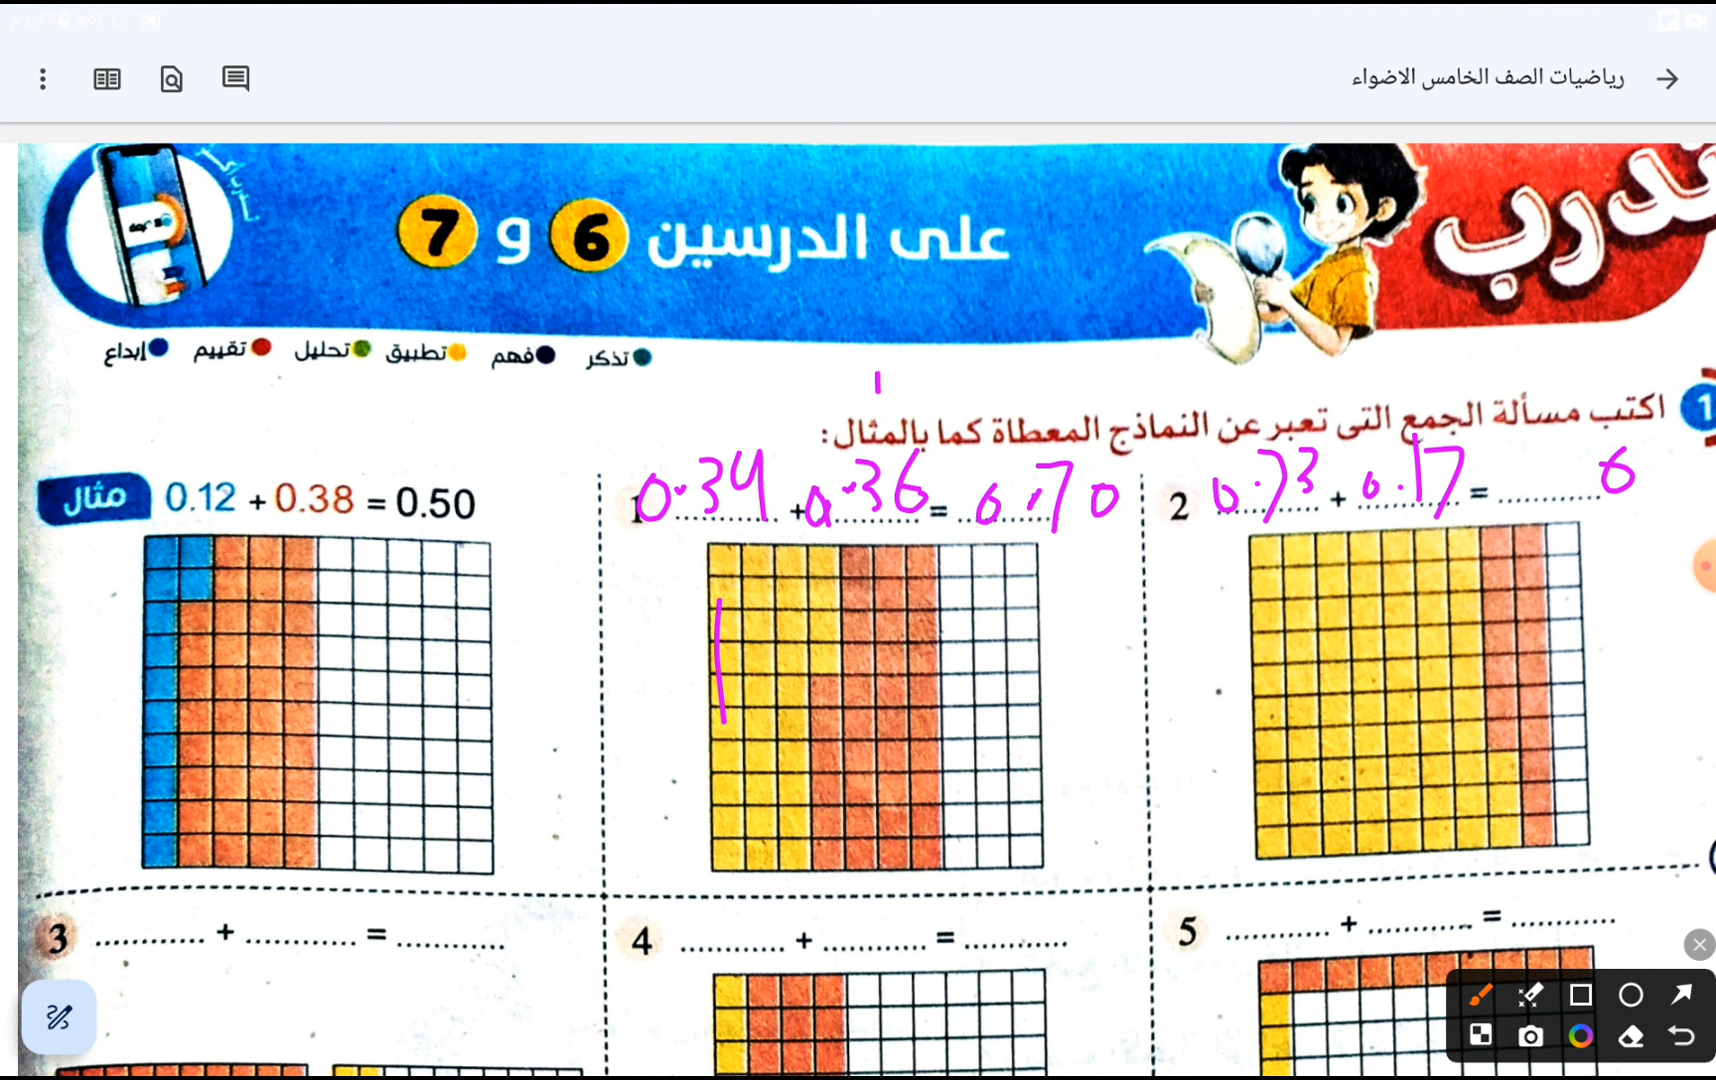 رياضيات الصف الخامس الاضواء
تدرب
على الدرسين 6 و 7
تذكر فهم تطبيق تحليل تقييم إبداع
1 اكتب مسألة الجمع التى تعبر عن النماذج المعطاة كما بالمثال:
مثال 0.12 + 0.38 = 0.50
1 0.34 + 0.36 = 0.70
2 0.73 + 0.17 = 0
3 ............ + ............ = ............
4 ............ + ............ = ............
5 ............ + ............ = ............